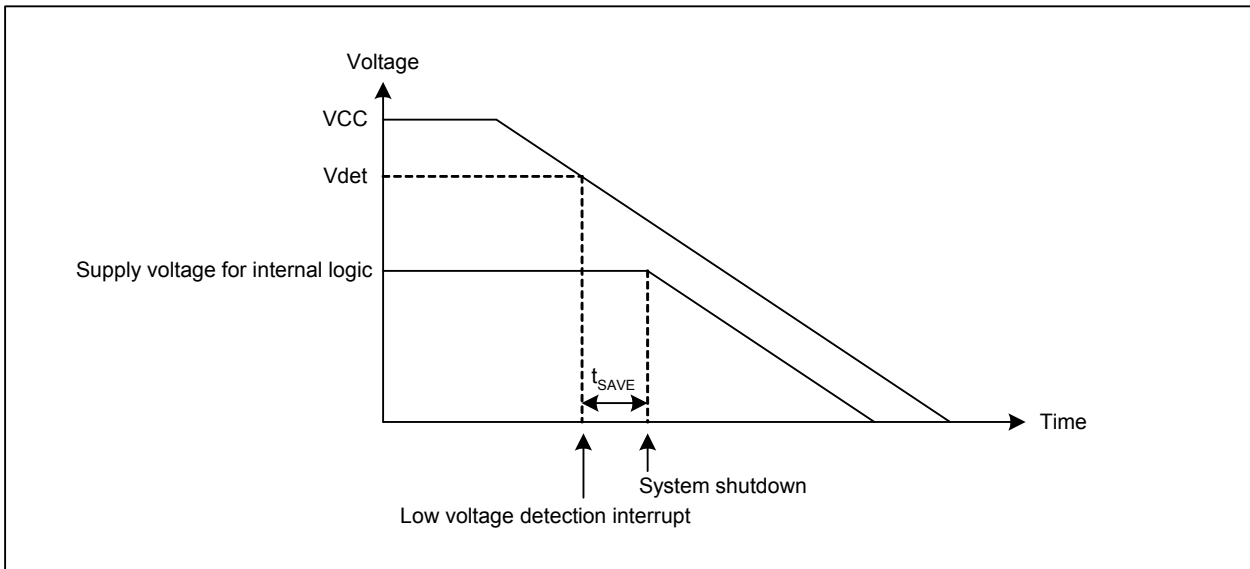 Voltage
VCC
Vdet
Supply voltage for internal logic
tSAVE
Time
System shutdown
Low voltage detection interrupt